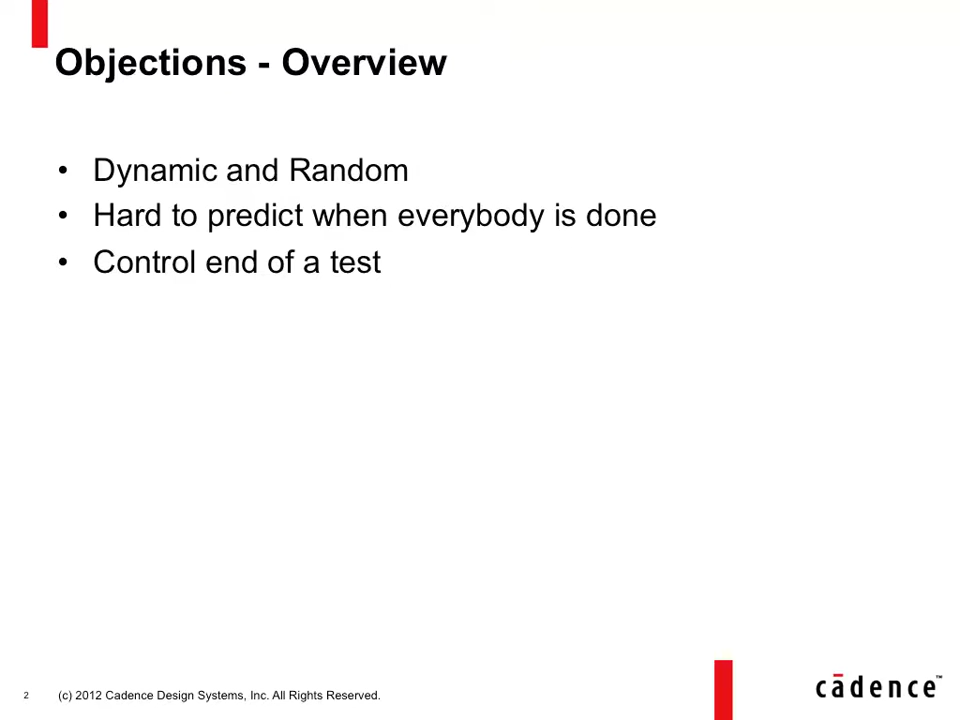 Objections - Overview
• Dynamic and Random
• Hard to predict when everybody is done
• Control end of a test
2 (c) 2012 Cadence Design Systems, Inc. All Rights Reserved.
cādence™